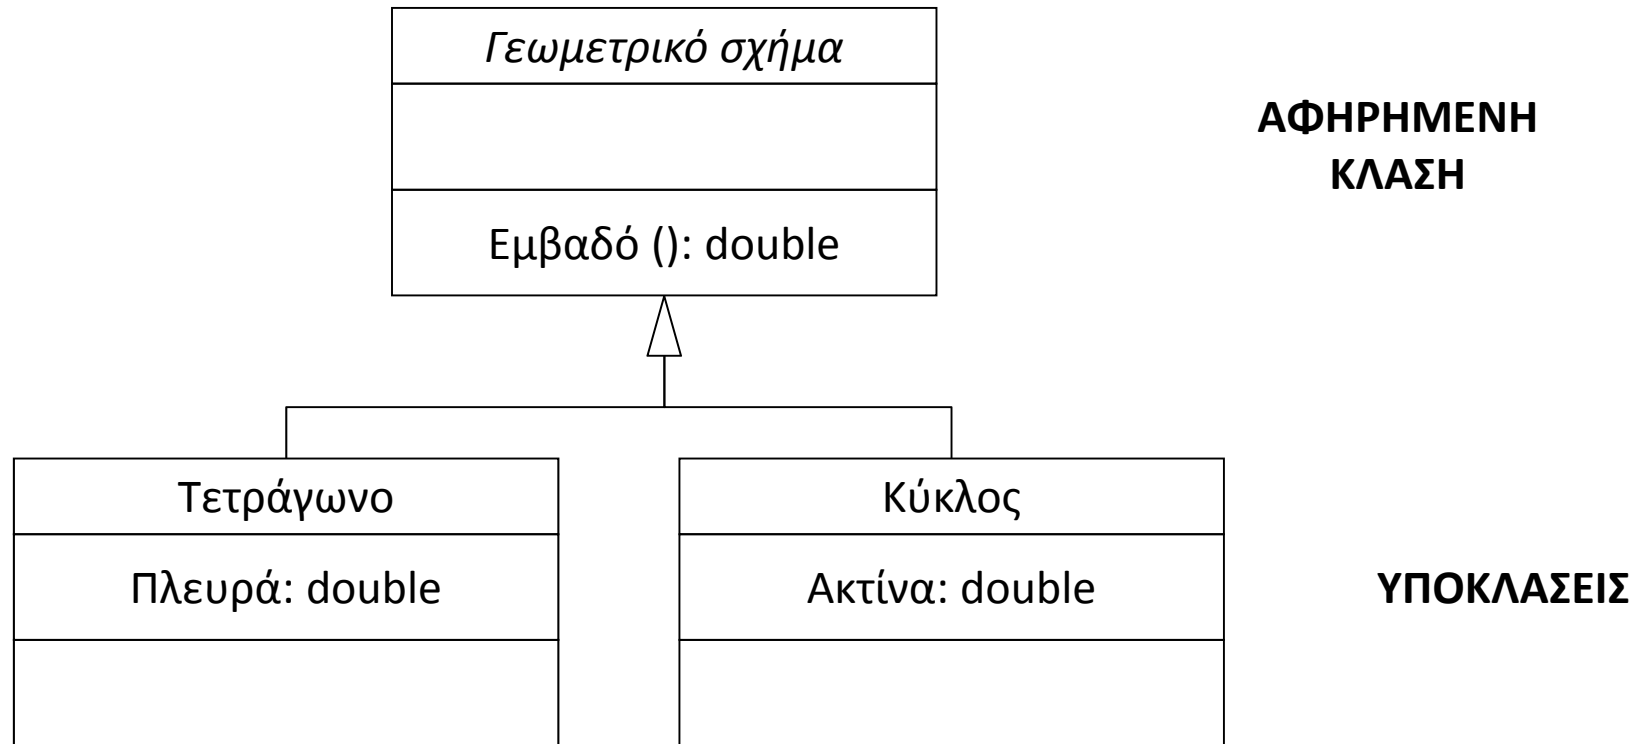 Γεωμετρικό σχήμα
ΑΦΗΡΗΜΕΝΗ
ΚΛΑΣΗ
Εμβαδό (): double
Τετράγωνο
Κύκλος
Πλευρά: double
Ακτίνα: double
ΥΠΟΚΛΑΣΕΙΣ